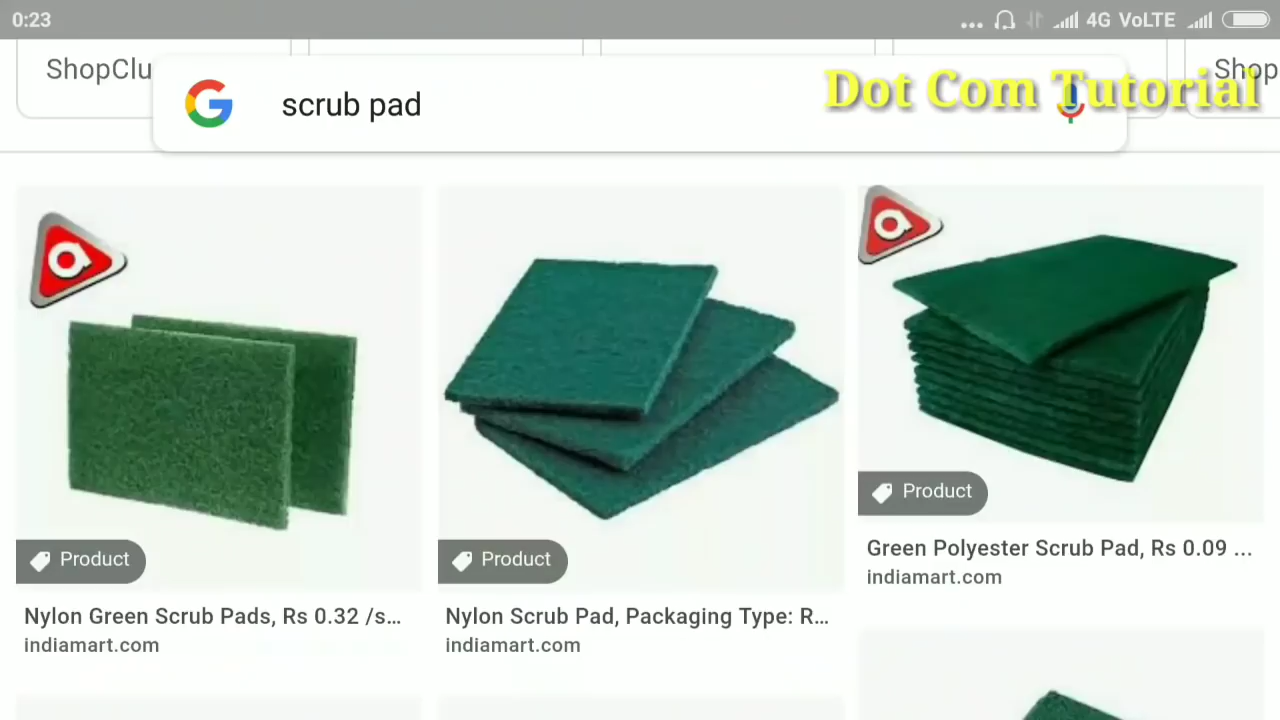 0:23
... 4G VoLTE
ShopClu
Shop
scrub pad
Dot Com Tutorial
Product
Product
Product
Nylon Green Scrub Pads, Rs 0.32 /s...
indiamart.com
Nylon Scrub Pad, Packaging Type: R...
indiamart.com
Green Polyester Scrub Pad, Rs 0.09 ...
indiamart.com